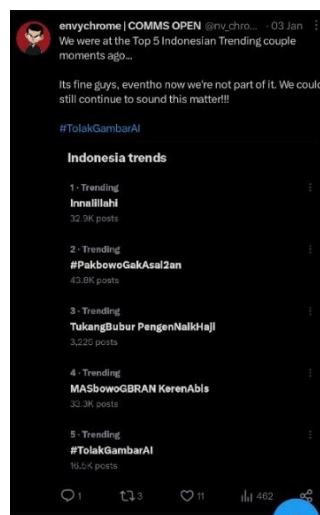 envychrome | COMMS OPEN @nv_chro... · 03 Jan
We were at the Top 5 Indonesian Trending couple
moments ago...
Its fine guys, eventho now we're not part of it. We could
still continue to sound this matter!!!
#TolakGambarAI
Indonesia trends
1 · Trending
Innalillahi
32.9K posts
2 · Trending
#PakbowoGakAsal2an
43.8K posts
3 · Trending
TukangBubur PengenNaikHaji
3,225 posts
4 · Trending
MASbowoGBRAN KerenAbis
33.3K posts
5 · Trending
#TolakGambarAI
16.5K posts
1 3 11 462